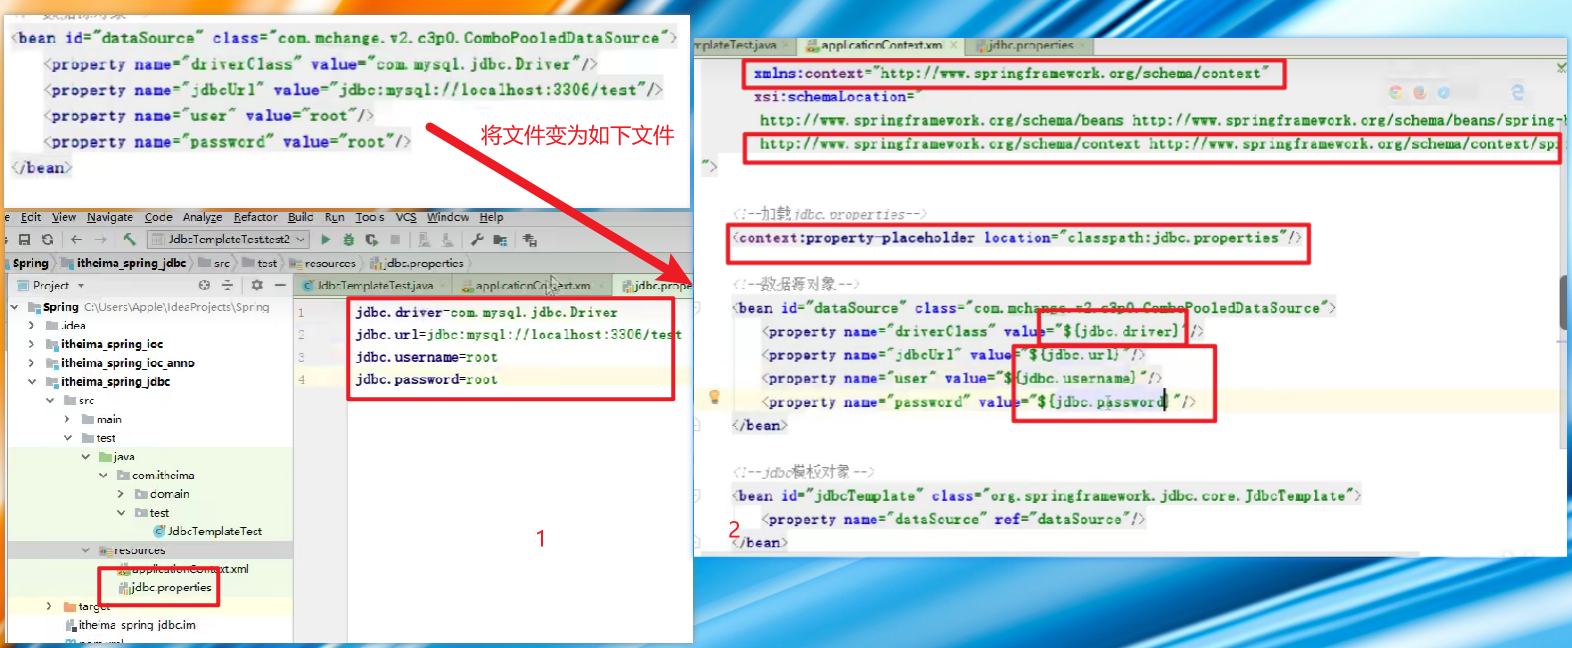 <bean id="dataSource" class="com.mchange.v2.c3p0.ComboPooledDataSource">
<property name="driverClass" value="com.mysql.jdbc.Driver"/>
<property name="jdbcUrl" value="jdbc:mysql://localhost:3306/test"/>
<property name="user" value="root"/>
<property name="password" value="root"/>
</bean>
将文件变为如下文件
Edit View Navigate Code Analyze Refactor Build Run Tools VCS Window Help
JdbcTemplateTest.test2
Spring itheima_spring_jdbc src test resources jdbc.properties
Project
JdbcTemplateTest.java applicationContext.xml
Spring C:\Users\Apple\IdeaProjects\Spring
.idea
itheima_spring_ioc
itheima_spring_ioc_anno
itheima_spring_jdbc
src
main
test
java
com.itheima
domain
test
JdbcTemplateTest
resources
applicationContext.xml
jdbc.properties
target
itheima_spring_jdbc.iml
1 jdbc.driver=com.mysql.jdbc.Driver
2 jdbc.url=jdbc:mysql://localhost:3306/test
3 jdbc.username=root
4 jdbc.password=root
1
applicationContext.xml jdbc.properties
xmlns:context="http://www.springframework.org/schema/context"
xsi:schemaLocation="
http://www.springframework.org/schema/beans http://www.springframework.org/schema/beans/spring-
http://www.springframework.org/schema/context http://www.springframework.org/schema/context/spr
">
<!--加载jdbc.properties-->
<context:property-placeholder location="classpath:jdbc.properties"/>
<!--数据源对象-->
<bean id="dataSource" class="com.mchange.v2.c3p0.ComboPooledDataSource">
<property name="driverClass" value="${jdbc.driver}"/>
<property name="jdbcUrl" value="${jdbc.url}"/>
<property name="user" value="${jdbc.username}"/>
<property name="password" value="${jdbc.password}"/>
</bean>
<!--jdbc模板对象-->
<bean id="jdbcTemplate" class="org.springframework.jdbc.core.JdbcTemplate">
<property name="dataSource" ref="dataSource"/>
</bean>
2